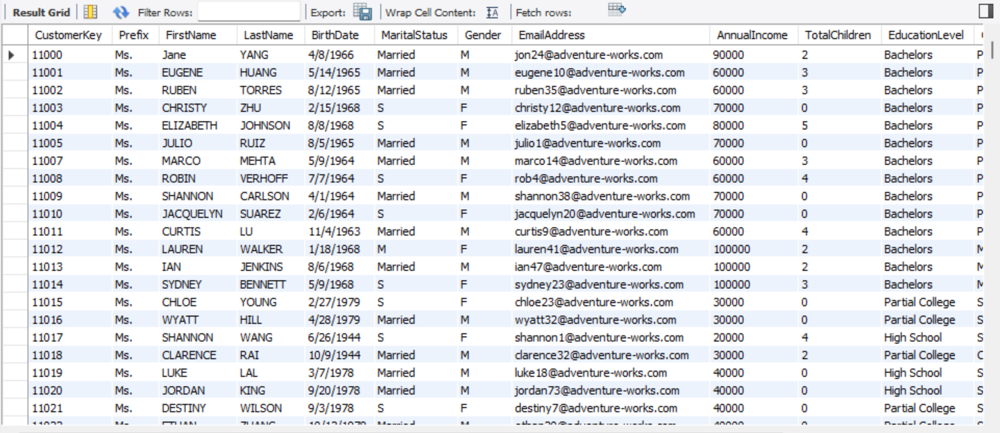 Result Grid Filter Rows: Export: Wrap Cell Content: IA Fetch rows:
CustomerKey Prefix FirstName LastName BirthDate MaritalStatus Gender EmailAddress AnnualIncome TotalChildren EducationLevel
11000 Ms. Jane YANG 4/8/1966 Married M jon24@adventure-works.com 90000 2 Bachelors P
11001 Ms. EUGENE HUANG 5/14/1965 Married M eugene10@adventure-works.com 60000 3 Bachelors P
11002 Ms. RUBEN TORRES 8/12/1965 Married M ruben35@adventure-works.com 60000 3 Bachelors P
11003 Ms. CHRISTY ZHU 2/15/1968 S F christy12@adventure-works.com 70000 0 Bachelors P
11004 Ms. ELIZABETH JOHNSON 8/8/1968 S F elizabeth5@adventure-works.com 80000 5 Bachelors P
11005 Ms. JULIO RUIZ 8/5/1965 Married M julio1@adventure-works.com 70000 0 Bachelors P
11007 Ms. MARCO MEHTA 5/9/1964 Married M marco14@adventure-works.com 60000 3 Bachelors P
11008 Ms. ROBIN VERHOFF 7/7/1964 S F rob4@adventure-works.com 60000 4 Bachelors P
11009 Ms. SHANNON CARLSON 4/1/1964 Married M shannon38@adventure-works.com 70000 0 Bachelors P
11010 Ms. JACQUELYN SUAREZ 2/6/1964 S F jacquelyn20@adventure-works.com 70000 0 Bachelors P
11011 Ms. CURTIS LU 11/4/1963 Married M curtis9@adventure-works.com 60000 4 Bachelors P
11012 Ms. LAUREN WALKER 1/18/1968 M F lauren41@adventure-works.com 100000 2 Bachelors M
11013 Ms. IAN JENKINS 8/6/1968 Married M ian47@adventure-works.com 100000 2 Bachelors M
11014 Ms. SYDNEY BENNETT 5/9/1968 S F sydney23@adventure-works.com 100000 3 Bachelors M
11015 Ms. CHLOE YOUNG 2/27/1979 S F chloe23@adventure-works.com 30000 0 Partial College S
11016 Ms. WYATT HILL 4/28/1979 Married M wyatt32@adventure-works.com 30000 0 Partial College S
11017 Ms. SHANNON WANG 6/26/1944 S F shannon1@adventure-works.com 20000 4 High School S
11018 Ms. CLARENCE RAI 10/9/1944 Married M clarence32@adventure-works.com 30000 2 Partial College C
11019 Ms. LUKE LAL 3/7/1978 Married M luke18@adventure-works.com 40000 0 High School S
11020 Ms. JORDAN KING 9/20/1978 Married M jordan73@adventure-works.com 40000 0 High School S
11021 Ms. DESTINY WILSON 9/3/1978 S F destiny7@adventure-works.com 40000 0 Partial College S